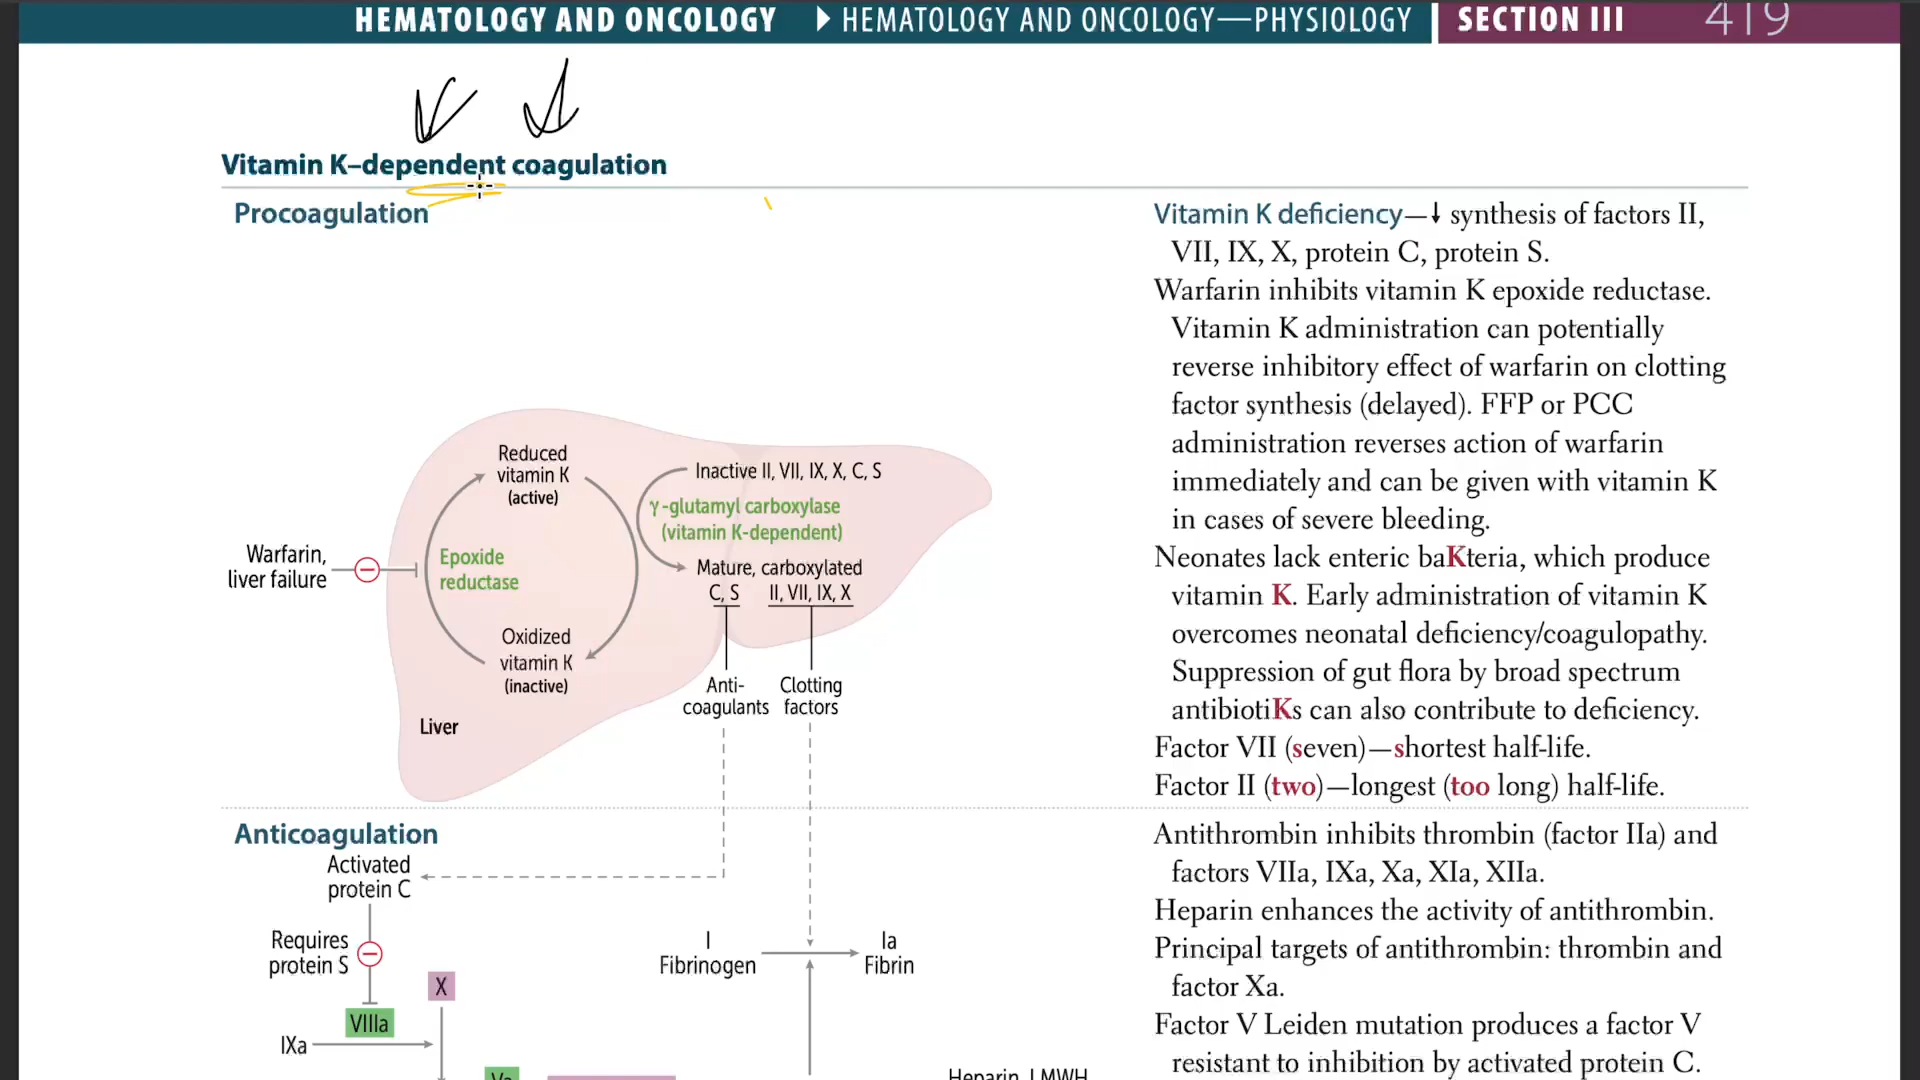 HEMATOLOGY AND ONCOLOGY ▶ HEMATOLOGY AND ONCOLOGY—PHYSIOLOGY SECTION III 419
Vitamin K–dependent coagulation
Procoagulation
Vitamin K deficiency—↓ synthesis of factors II,
VII, IX, X, protein C, protein S.
Warfarin inhibits vitamin K epoxide reductase.
Vitamin K administration can potentially
reverse inhibitory effect of warfarin on clotting
factor synthesis (delayed). FFP or PCC
administration reverses action of warfarin
immediately and can be given with vitamin K
in cases of severe bleeding.
Neonates lack enteric baKteria, which produce
vitamin K. Early administration of vitamin K
overcomes neonatal deficiency/coagulopathy.
Suppression of gut flora by broad spectrum
antibiotiKs can also contribute to deficiency.
Factor VII (seven)—shortest half-life.
Factor II (two)—longest (too long) half-life.
Reduced
vitamin K
(active)
Inactive II, VII, IX, X, C, S
γ-glutamyl carboxylase
(vitamin K-dependent)
Warfarin,
liver failure
Epoxide
reductase
Mature, carboxylated
C, S II, VII, IX, X
Oxidized
vitamin K
(inactive)
Anti-
coagulants
Clotting
factors
Liver
Anticoagulation
Activated
protein C
Requires
protein S
X
VIIIa
IXa
Va
I
Fibrinogen
Ia
Fibrin
Heparin, LMWH
Antithrombin inhibits thrombin (factor IIa) and
factors VIIa, IXa, Xa, XIa, XIIa.
Heparin enhances the activity of antithrombin.
Principal targets of antithrombin: thrombin and
factor Xa.
Factor V Leiden mutation produces a factor V
resistant to inhibition by activated protein C.